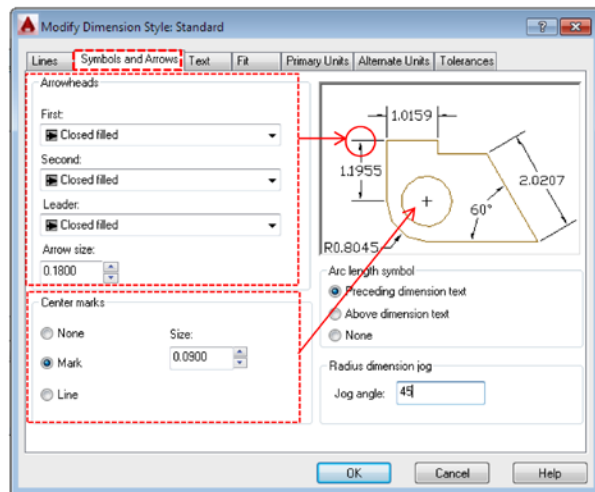 Modify Dimension Style: Standard
Lines Symbols and Arrows Text Fit Primary Units Alternate Units Tolerances
Arrowheads
First:
Closed filled
Second:
Closed filled
Leader:
Closed filled
Arrow size:
0.1800
Center marks
None
Size:
Mark
0.0900
Line
1.0159
1.1955
2.0207
60°
R0.8045
Arc length symbol
Preceding dimension text
Above dimension text
None
Radius dimension jog
Jog angle: 45
OK Cancel Help